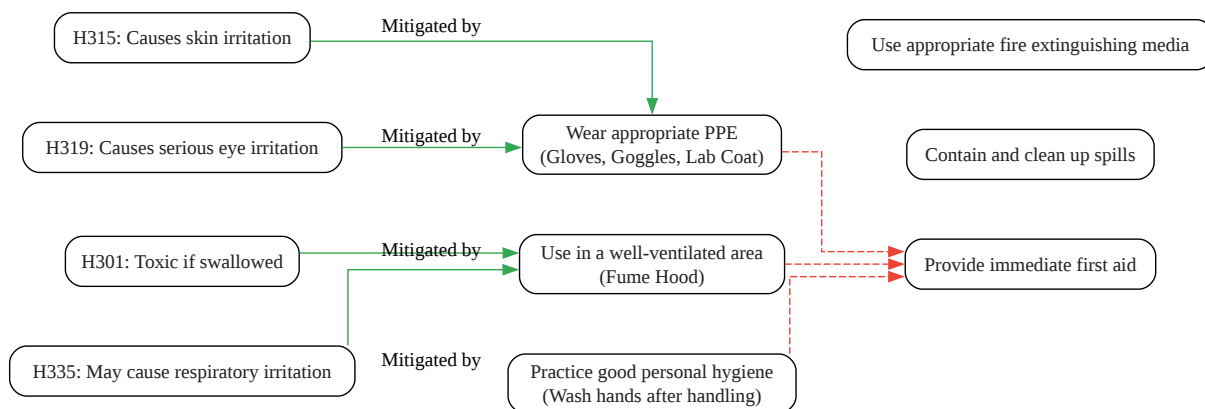 H315: Causes skin irritation
Mitigated by
Use appropriate fire extinguishing media
H319: Causes serious eye irritation
Mitigated by
Wear appropriate PPE
(Gloves, Goggles, Lab Coat)
Contain and clean up spills
H301: Toxic if swallowed
Mitigated by
Use in a well-ventilated area
(Fume Hood)
Provide immediate first aid
H335: May cause respiratory irritation
Mitigated by
Practice good personal hygiene
(Wash hands after handling)